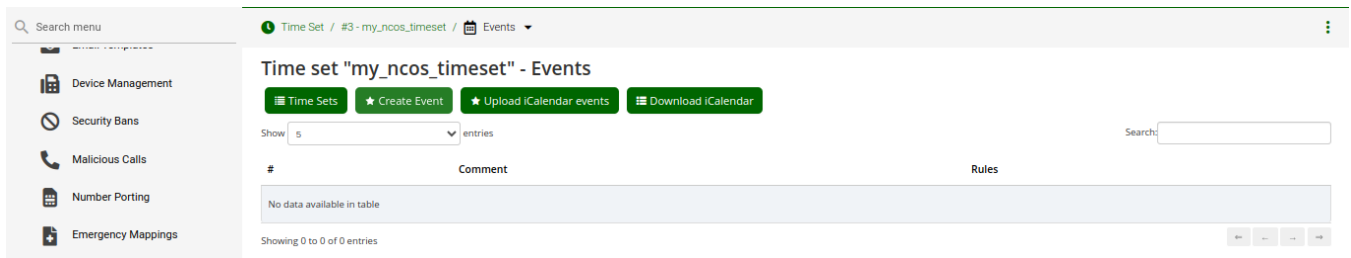 Search menu
Time Set / #3 - my_ncos_timeset / Events
Device Management
Security Bans
Malicious Calls
Number Porting
Emergency Mappings
Time set "my_ncos_timeset" - Events
Time Sets Create Event Upload iCalendar events Download iCalendar
Show 5 entries Search:
# Comment Rules
No data available in table
Showing 0 to 0 of 0 entries
← ← → →